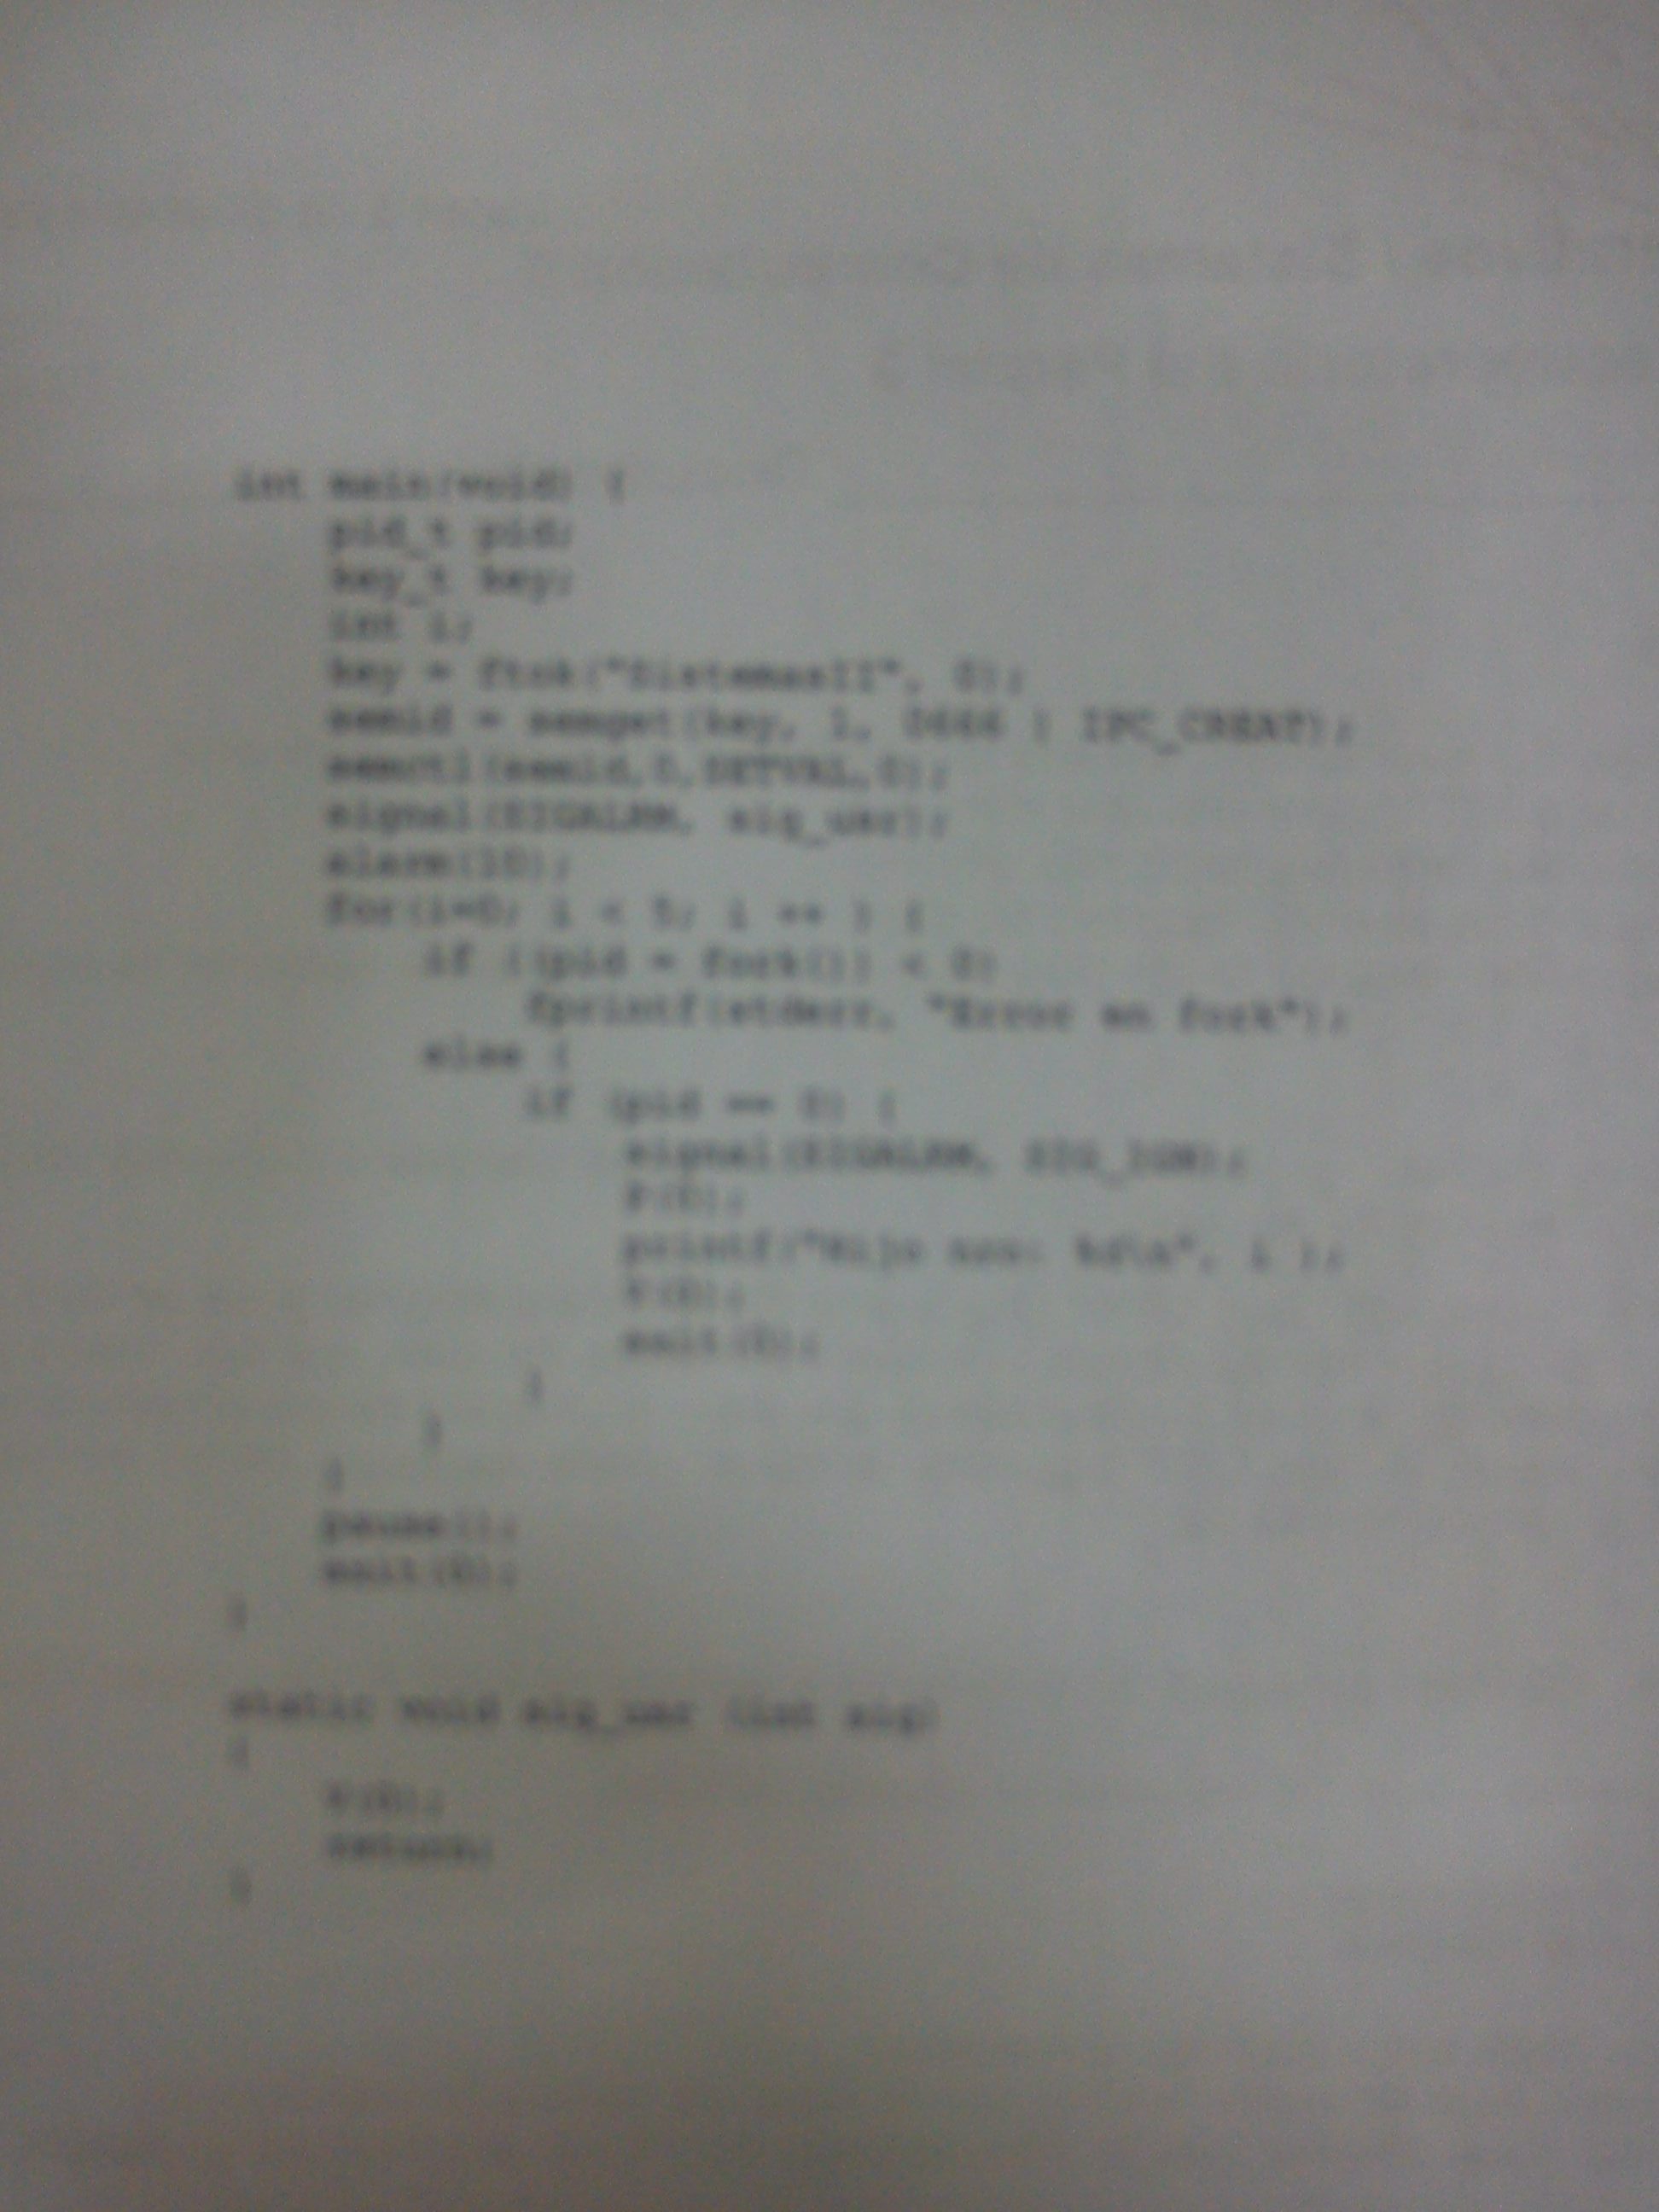 int main(void) {
pid_t pid;
key_t key;
int i;
key = ftok("SistemasII", 0);
semid = semget(key, 1, 0666 | IPC_CREAT);
semctl(semid,0,SETVAL,0);
signal(SIGALRM, sig_usr);
alarm(10);
for(i=0; i < 5; i ++ ) {
if ((pid = fork()) < 0)
fprintf(stderr, "Error en fork");
else {
if (pid == 0) {
signal(SIGALRM, SIG_IGN);
P(0);
printf("Hijo nro: %d\n", i );
V(0);
exit(0);
}
}
}
pause();
exit(0);
}
static void sig_usr (int sig)
{
V(0);
return;
}